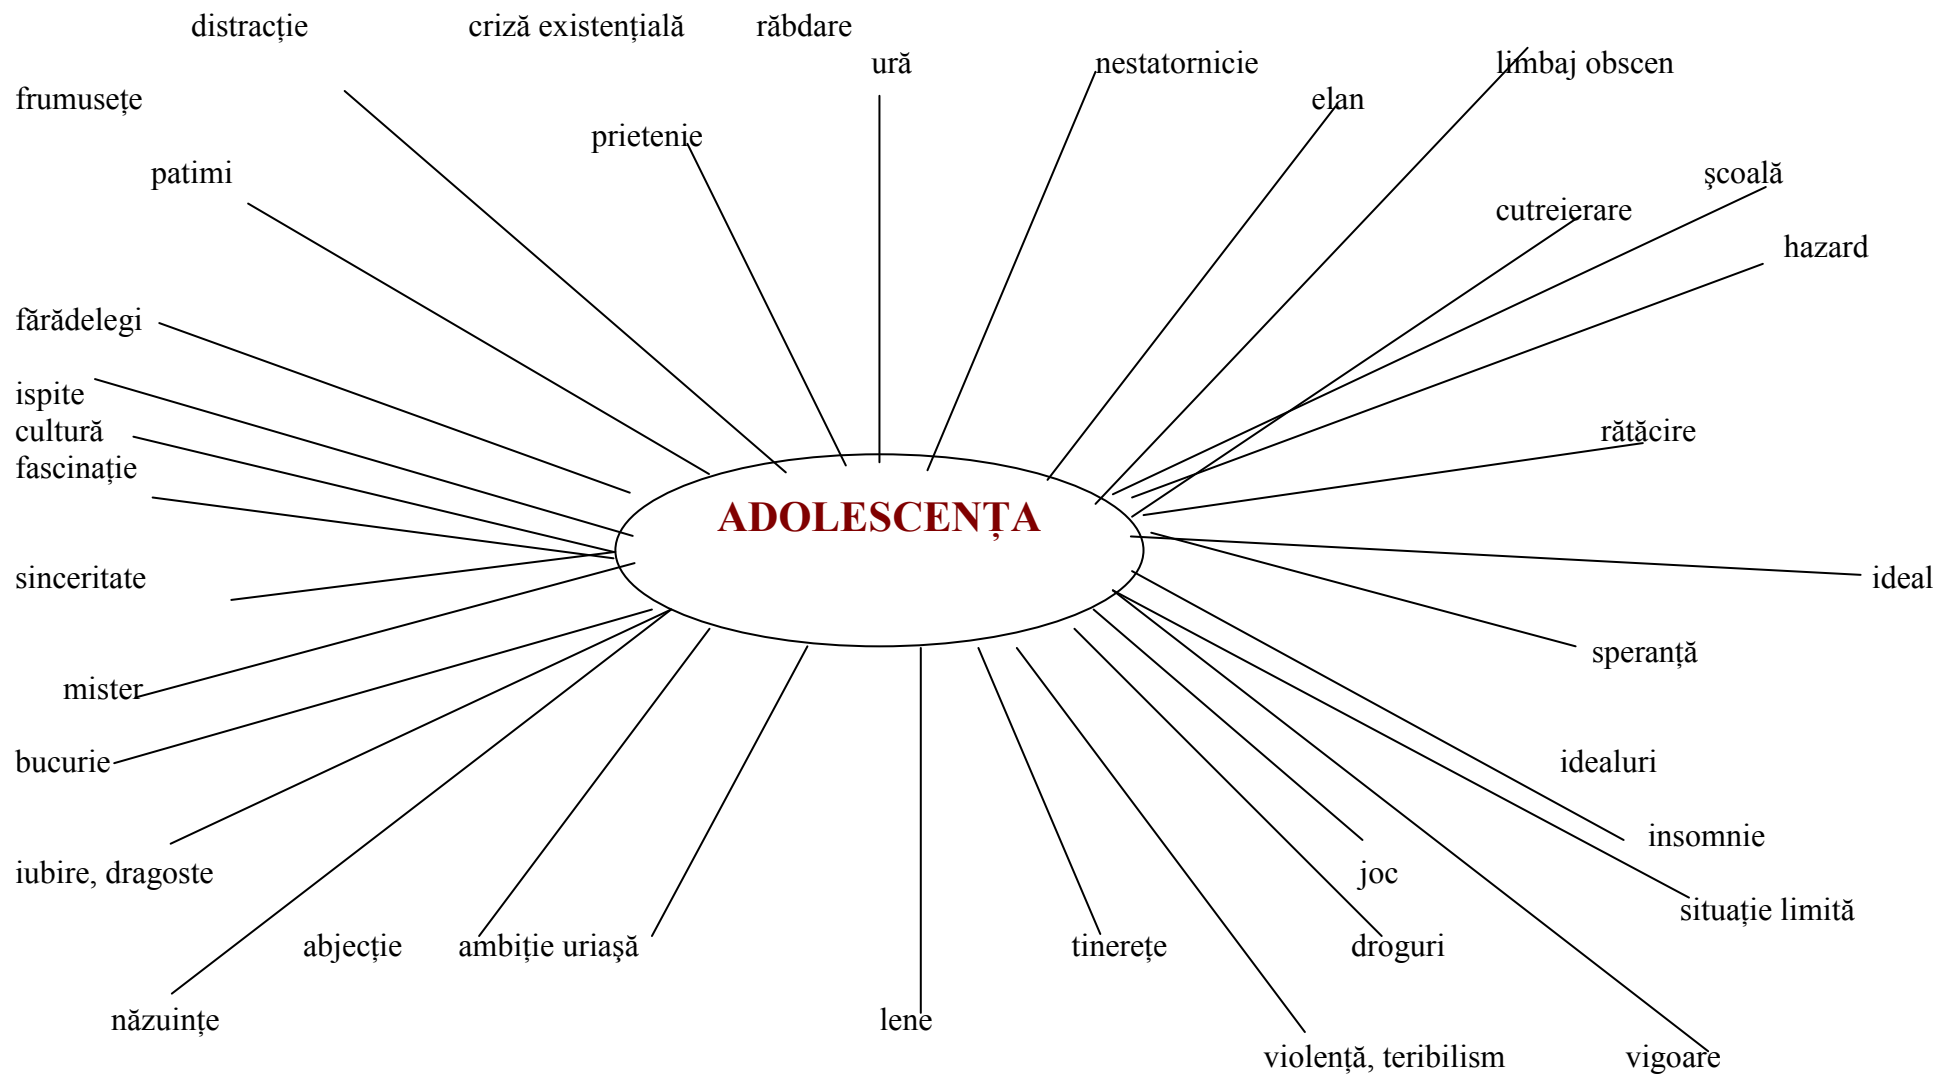 distracție criză existențială răbdare
ură nestatornicie limbaj obscen
frumusețe elan
prietenie
patimi şcoală
cutreierare
hazard
fărădelegi
ispite
cultură rătăcire
fascinație
ADOLESCENȚA
sinceritate ideal
speranță
mister
bucurie idealuri
insomnie
iubire, dragoste joc
situație limită
abjecție ambiție uriaşă tinerețe droguri
năzuințe lene
violență, teribilism vigoare